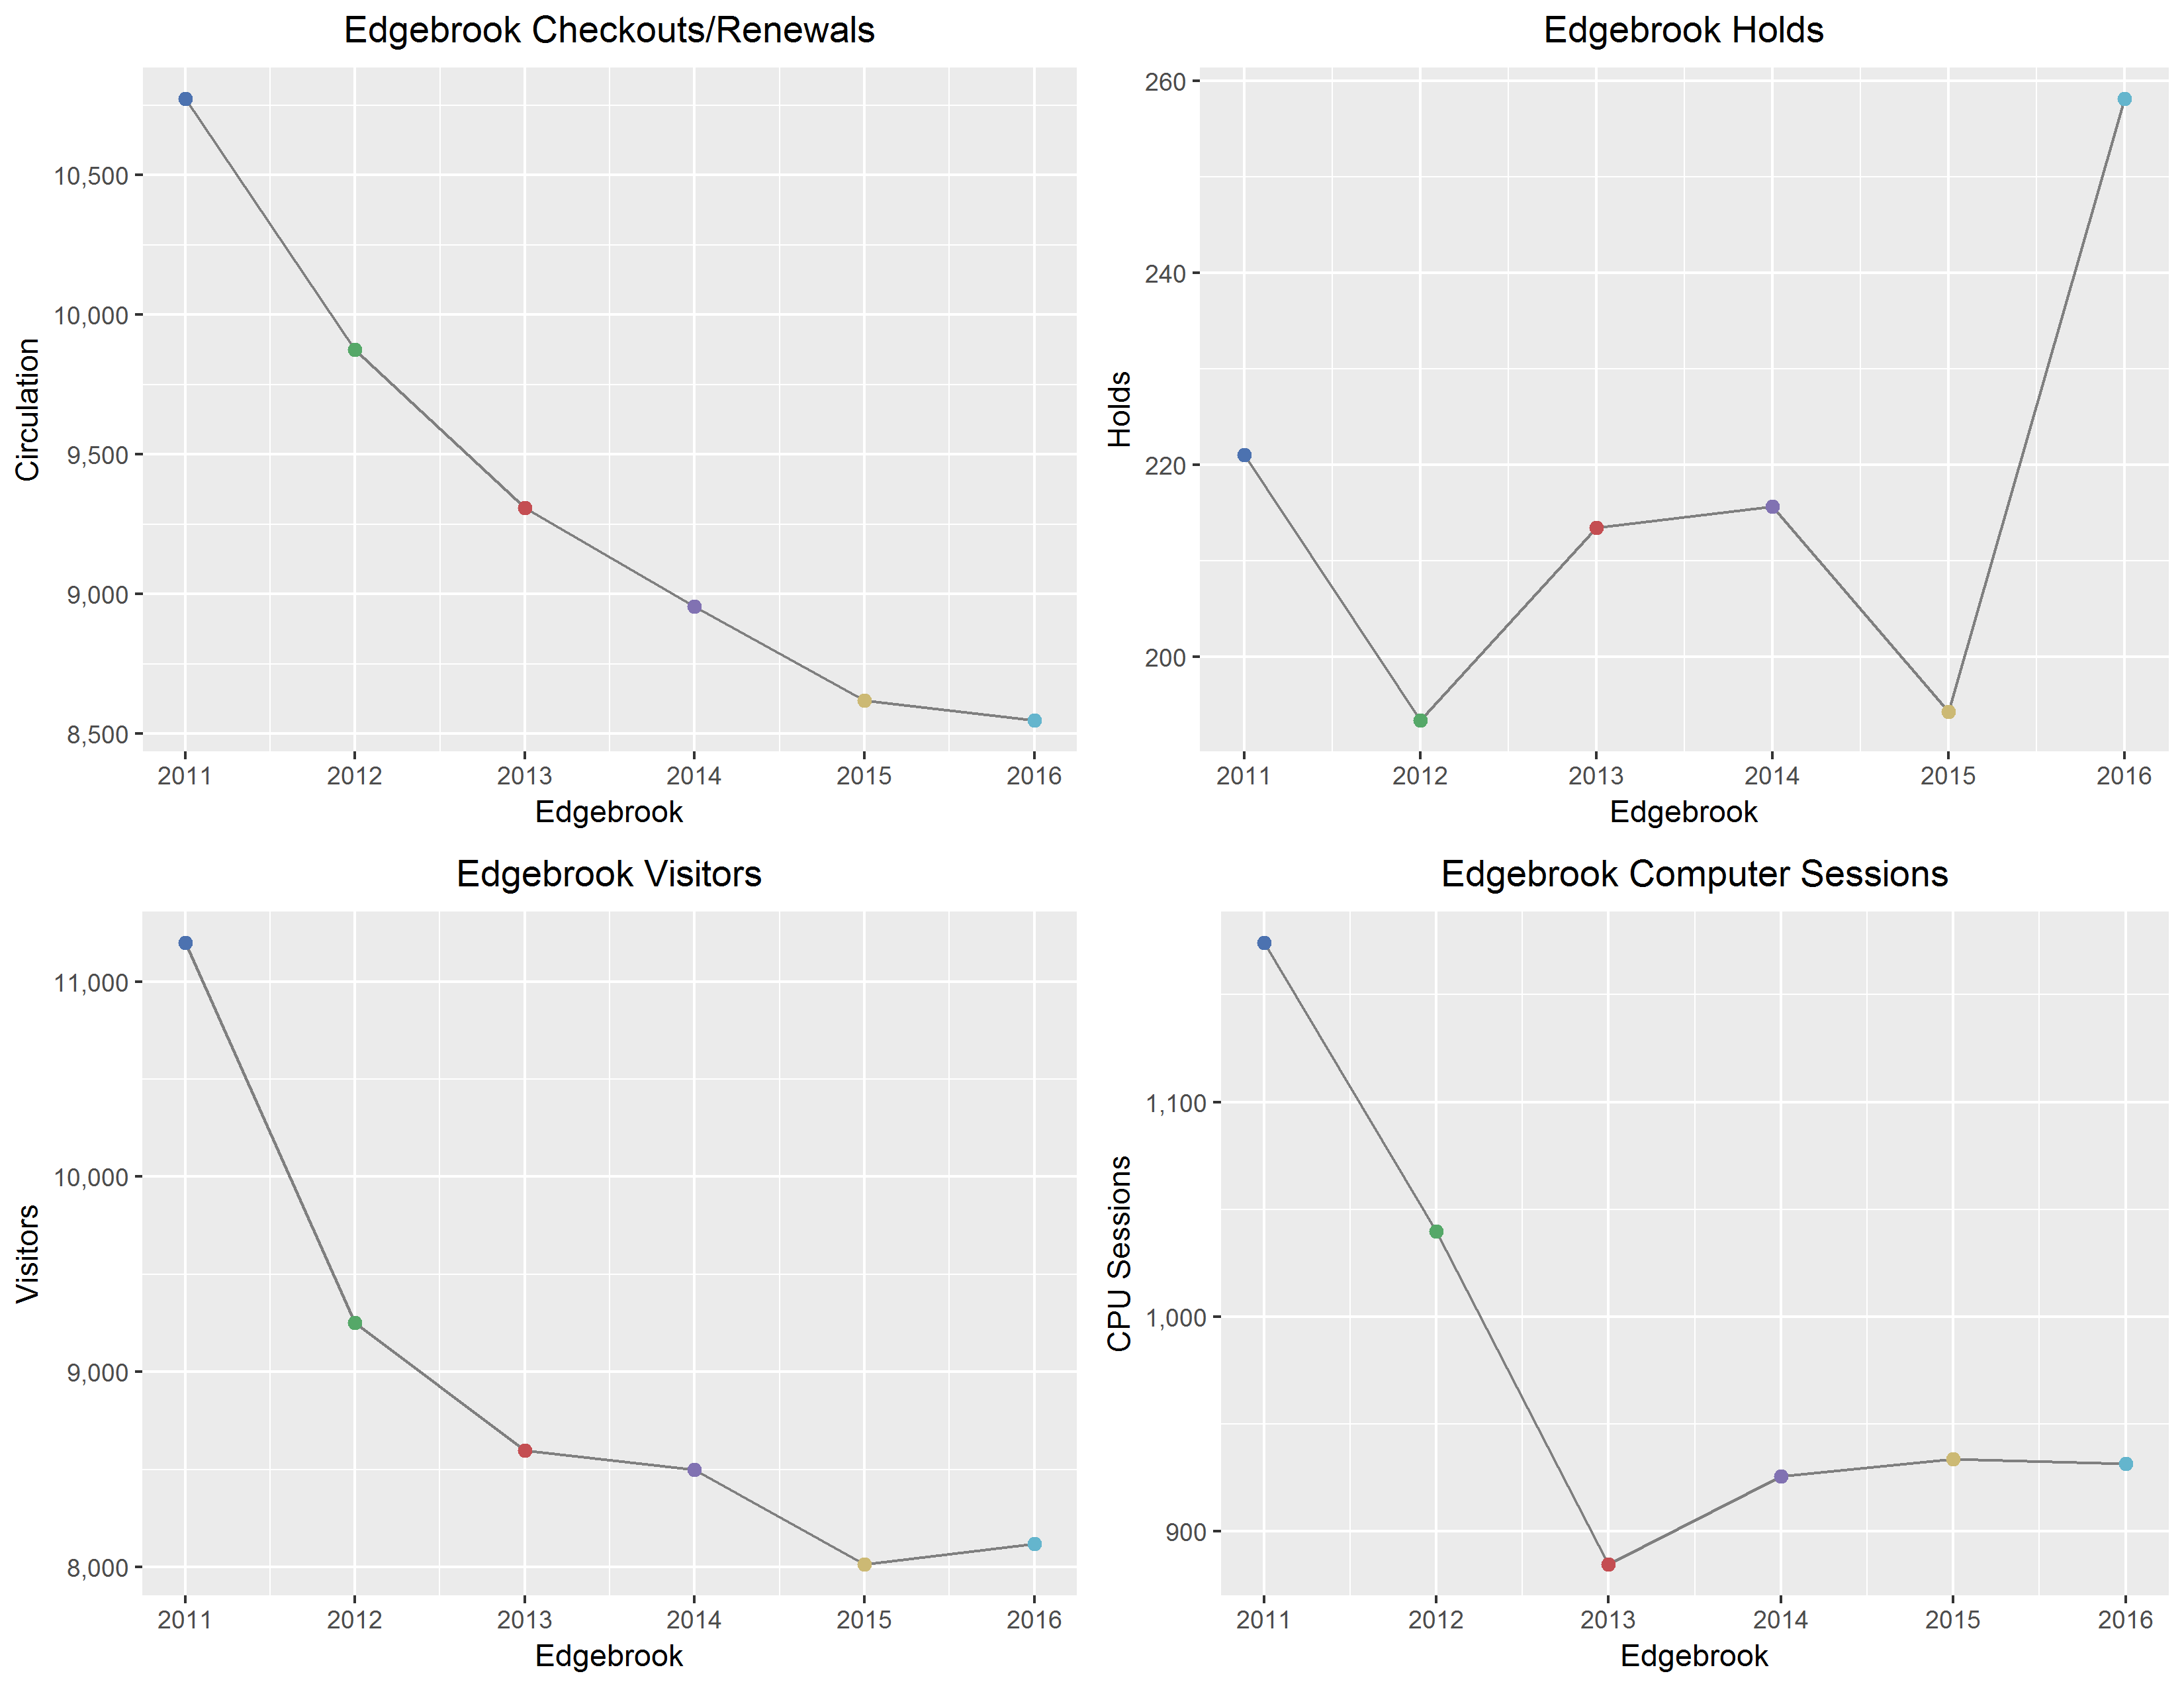 Edgebrook Checkouts/Renewals
Circulation
10,500
10,000
9,500
9,000
8,500
2011 2012 2013 2014 2015 2016
Edgebrook
Edgebrook Holds
Holds
260
240
220
200
2011 2012 2013 2014 2015 2016
Edgebrook
Edgebrook Visitors
Visitors
11,000
10,000
9,000
8,000
2011 2012 2013 2014 2015 2016
Edgebrook
Edgebrook Computer Sessions
CPU Sessions
1,100
1,000
900
2011 2012 2013 2014 2015 2016
Edgebrook